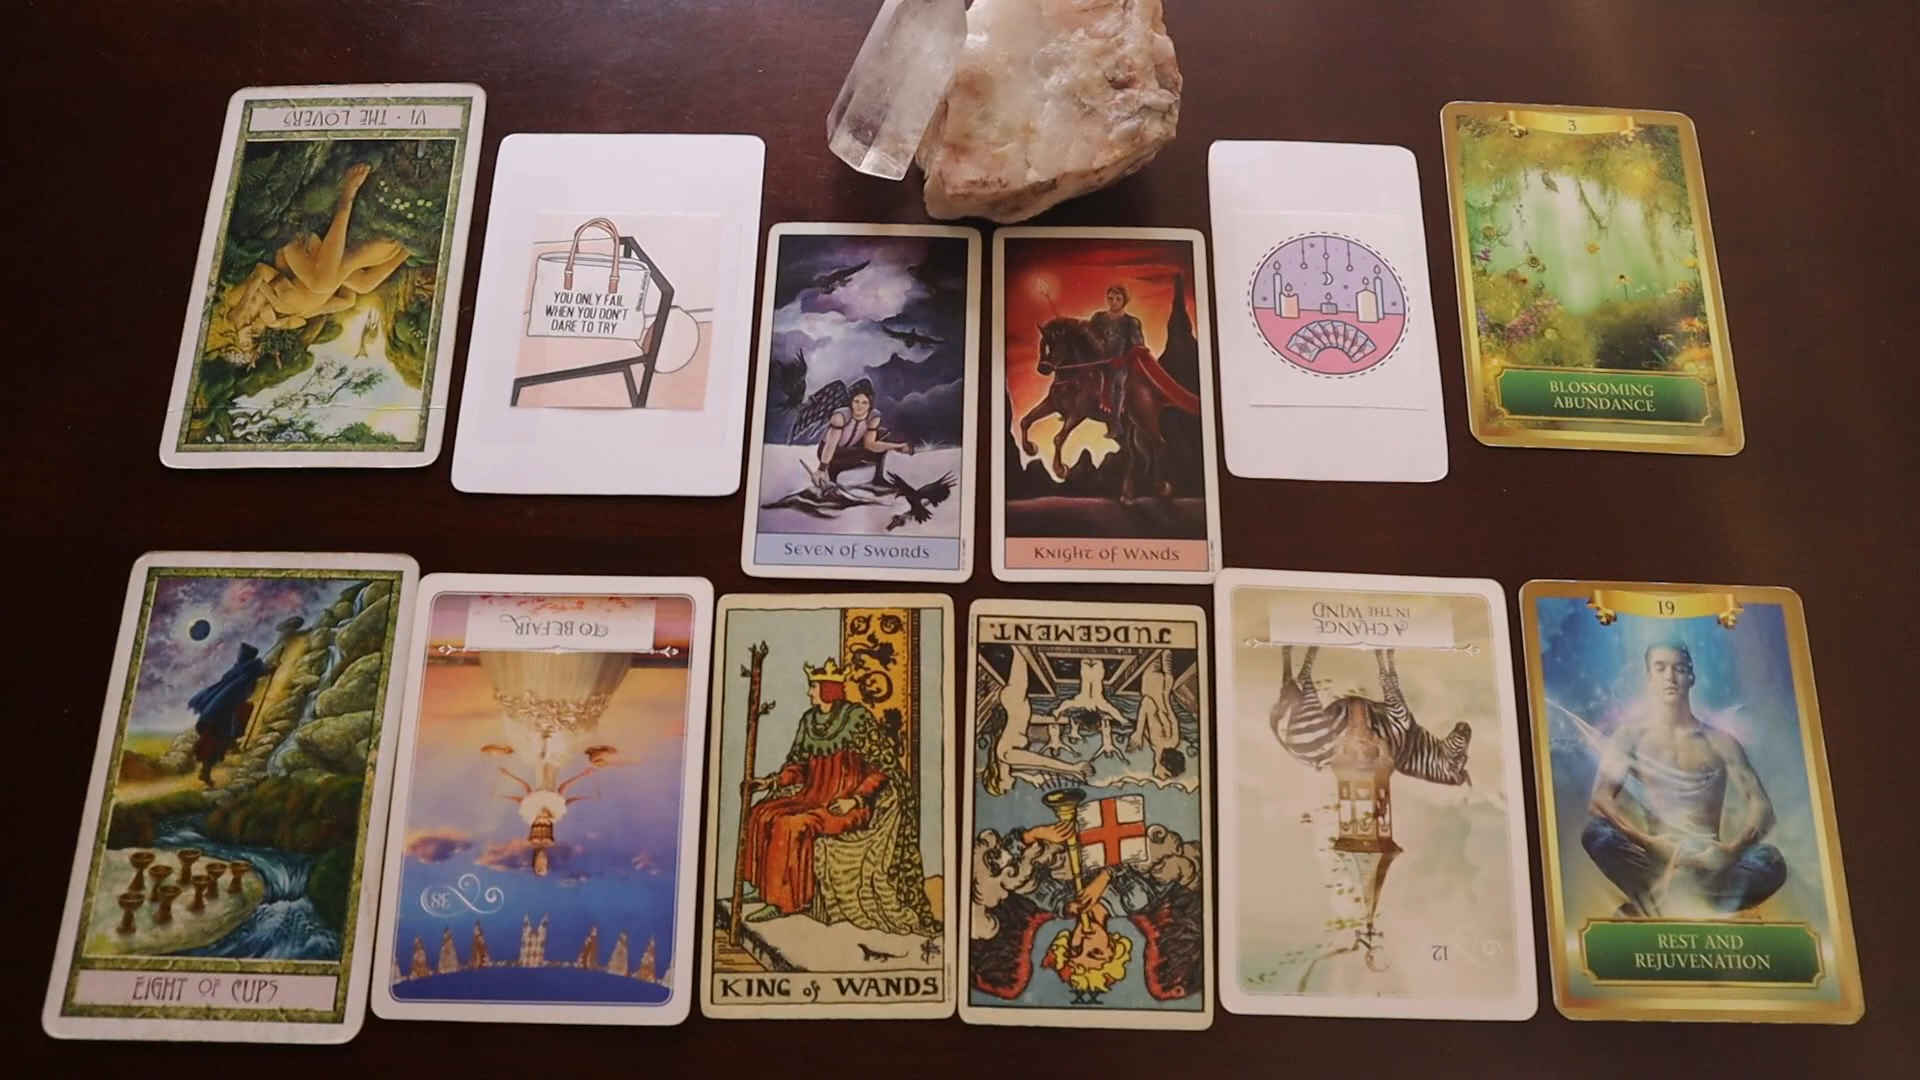 VI · THE LOVERS
YOU ONLY FAIL
WHEN YOU DON'T
DARE TO TRY
SEVEN OF SWORDS
KNIGHT OF WANDS
3
BLOSSOMING
ABUNDANCE
EIGHT OF CUPS
TO BE FAIR
38
KING of WANDS
JUDGEMENT.
XX
A CHANGE
IN THE WIND
12
19
REST AND
REJUVENATION